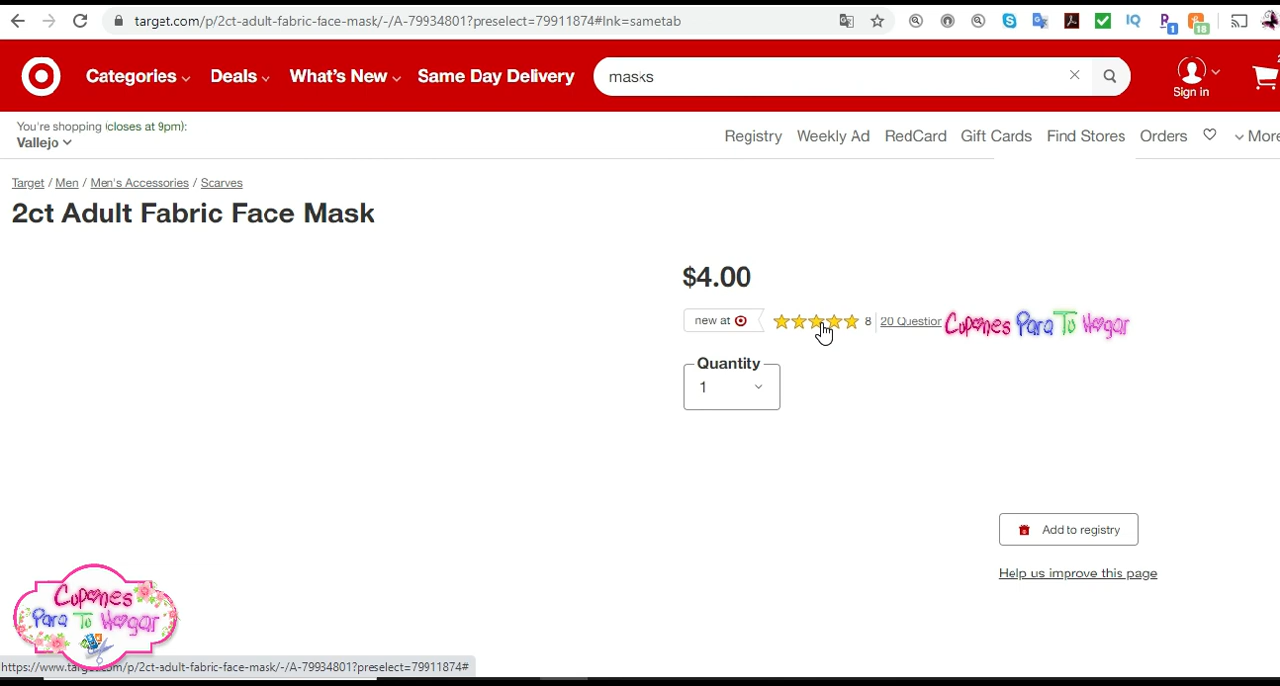 target.com/p/2ct-adult-fabric-face-mask/-/A-79934801?preselect=79911874#lnk=sametab
IQ
1
18
Categories Deals What's New Same Day Delivery masks Sign in
You're shopping (closes at 9pm):
Vallejo
Registry Weekly Ad RedCard Gift Cards Find Stores Orders More
Target / Men / Men's Accessories / Scarves
2ct Adult Fabric Face Mask
$4.00
new at 8 20 Question Cupones Para Tu Hogar
Quantity
1
Add to registry
Help us improve this page
Cupones
Para Tu Hogar
https://www.target.com/p/2ct-adult-fabric-face-mask/-/A-79934801?preselect=79911874#